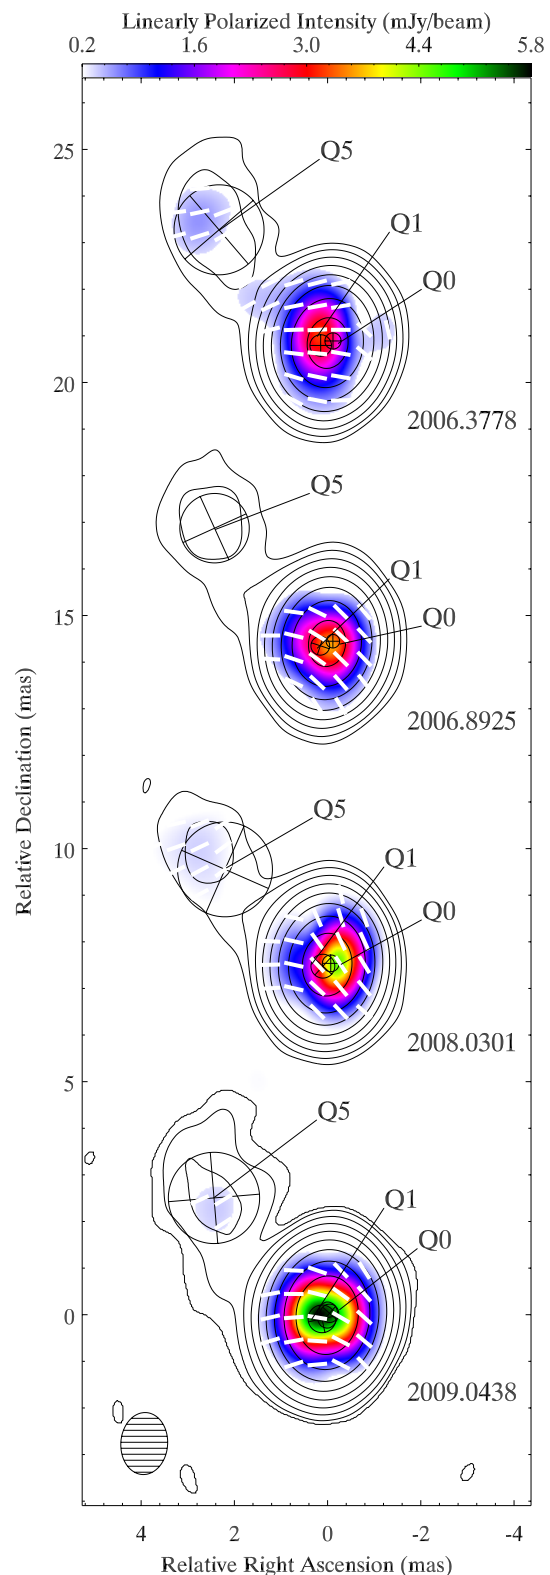 Linearly Polarized Intensity (mJy/beam)
0.2 1.6 3.0 4.4 5.8
25
Q5
Q1
Q0
20
2006.3778
Q5
Q1
15
Q0
2006.8925
Relative Declination (mas)
Q5
10
Q1
Q0
2008.0301
5
Q5
Q1
Q0
0
2009.0438
4 2 0 -2 -4
Relative Right Ascension (mas)